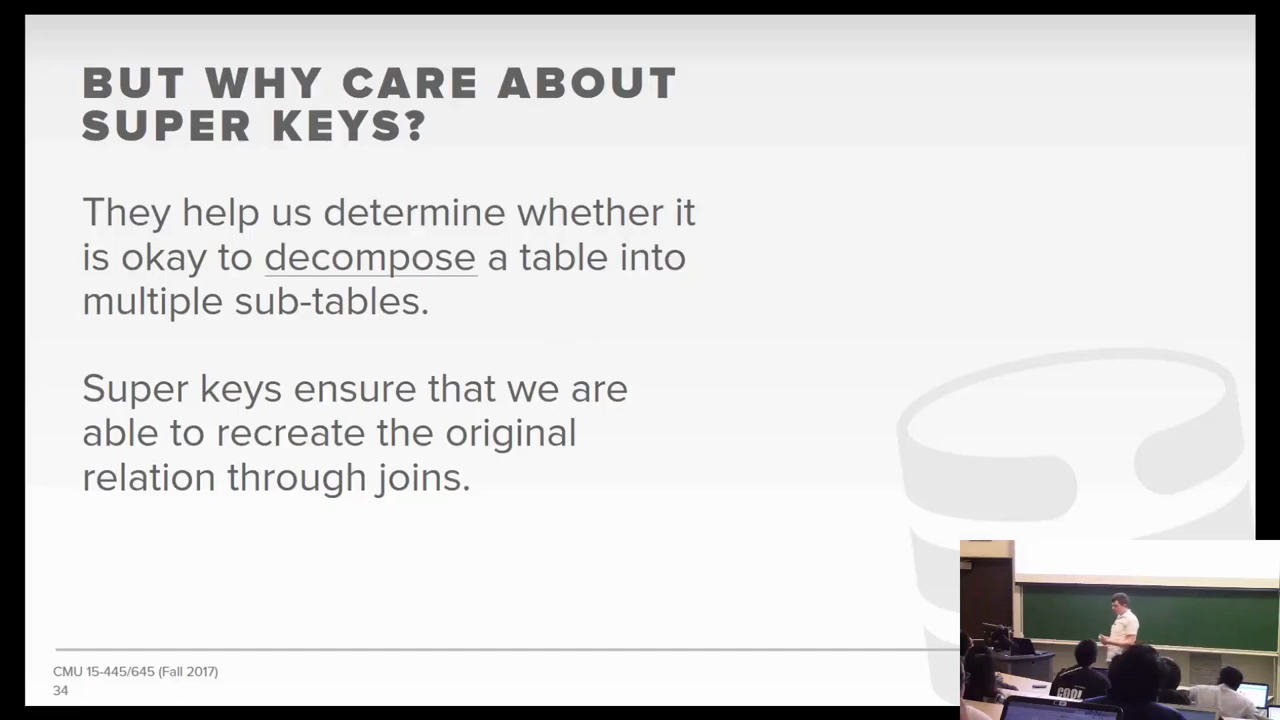 BUT WHY CARE ABOUT
SUPER KEYS?
They help us determine whether it
is okay to decompose a table into
multiple sub-tables.
Super keys ensure that we are
able to recreate the original
relation through joins.
CMU 15-445/645 (Fall 2017)
34
COOL